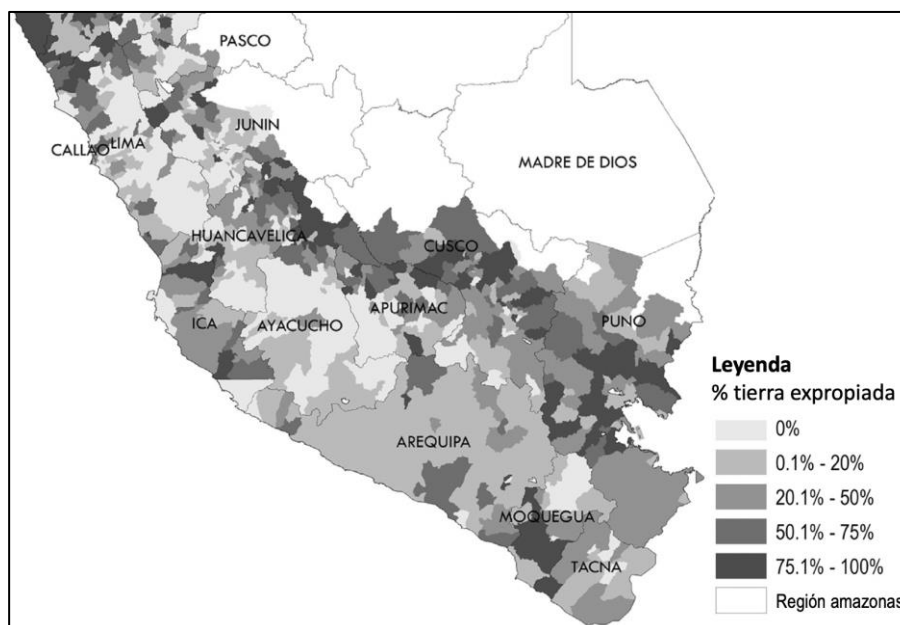 PASCO
JUNIN
CALLAO
LIMA
MADRE DE DIOS
HUANCAVELICA
CUSCO
ICA
AYACUCHO
APURIMAC
PUNO
AREQUIPA
MOQUEGUA
TACNA
Leyenda
% tierra expropiada
0%
0.1% - 20%
20.1% - 50%
50.1% - 75%
75.1% - 100%
Región amazonas